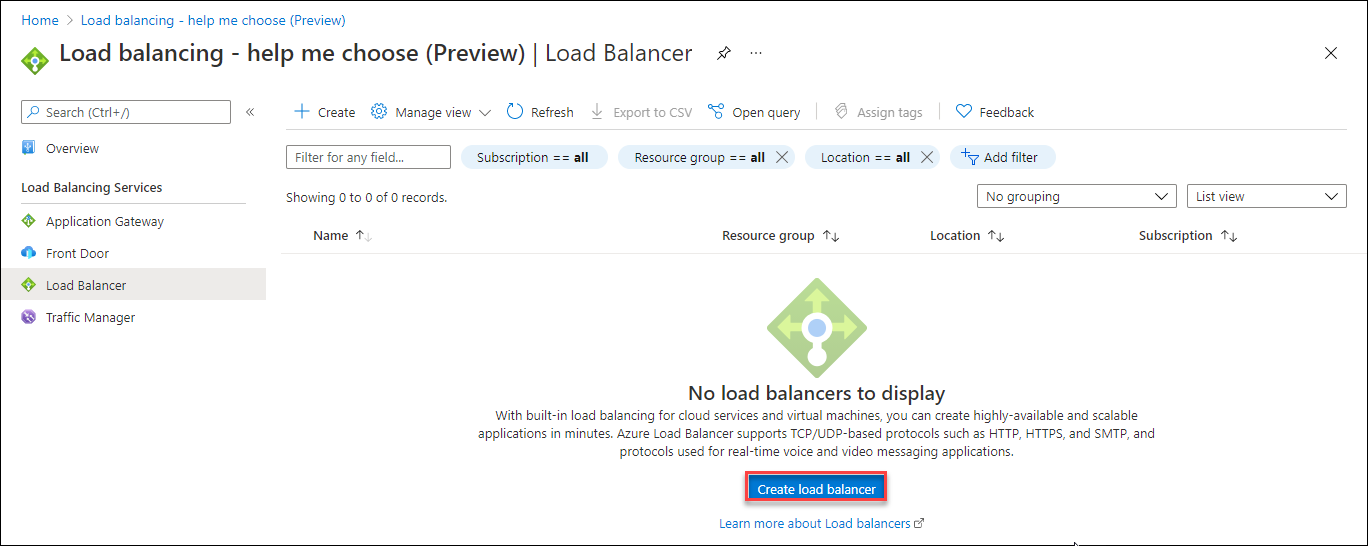 Home > Load balancing - help me choose (Preview)
Load balancing - help me choose (Preview) | Load Balancer ...
Search (Ctrl+/) «
Overview
Load Balancing Services
Application Gateway
Front Door
Load Balancer
Traffic Manager
Create Manage view Refresh Export to CSV Open query Assign tags Feedback
Filter for any field... Subscription == all Resource group == all Location == all Add filter
Showing 0 to 0 of 0 records. No grouping List view
Name Resource group Location Subscription
No load balancers to display
With built-in load balancing for cloud services and virtual machines, you can create highly-available and scalable
applications in minutes. Azure Load Balancer supports TCP/UDP-based protocols such as HTTP, HTTPS, and SMTP, and
protocols used for real-time voice and video messaging applications.
Create load balancer
Learn more about Load balancers